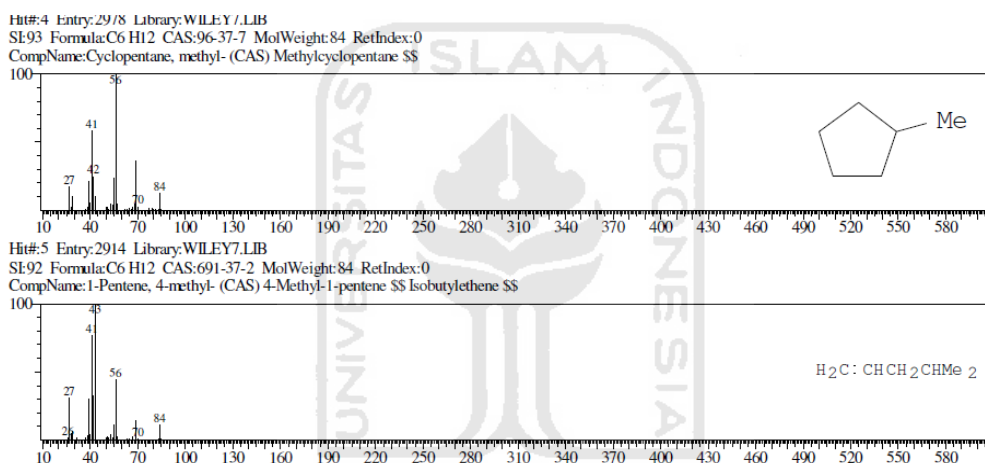 Hit#:4 Entry:2978 Library:WILEY7.LIB
SI:93 Formula:C6 H12 CAS:96-37-7 MolWeight:84 RetIndex:0
CompName:Cyclopentane, methyl- (CAS) Methylcyclopentane $$
100
56
41
42
27
70
84
Me
10 40 70 100 130 160 190 220 250 280 310 340 370 400 430 460 490 520 550 580
Hit#:5 Entry:2914 Library:WILEY7.LIB
SI:92 Formula:C6 H12 CAS:691-37-2 MolWeight:84 RetIndex:0
CompName:1-Pentene, 4-methyl- (CAS) 4-Methyl-1-pentene $$ Isobutylethene $$
100
43
41
56
27
26
70
84
H2C:CHCH2CHMe2
10 40 70 100 130 160 190 220 250 280 310 340 370 400 430 460 490 520 550 580
UNIVERSITAS ISLAM INDONESIA